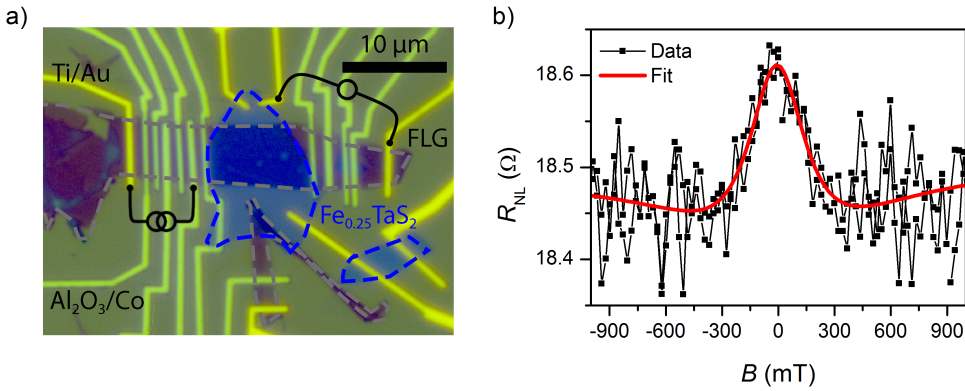 a)
10 µm
Ti/Au
FLG
Fe0.25TaS2
Al2O3/Co
b)
18.6
18.5
18.4
RNL (Ω)
Data
Fit
-900 -600 -300 0 300 600 900
B (mT)